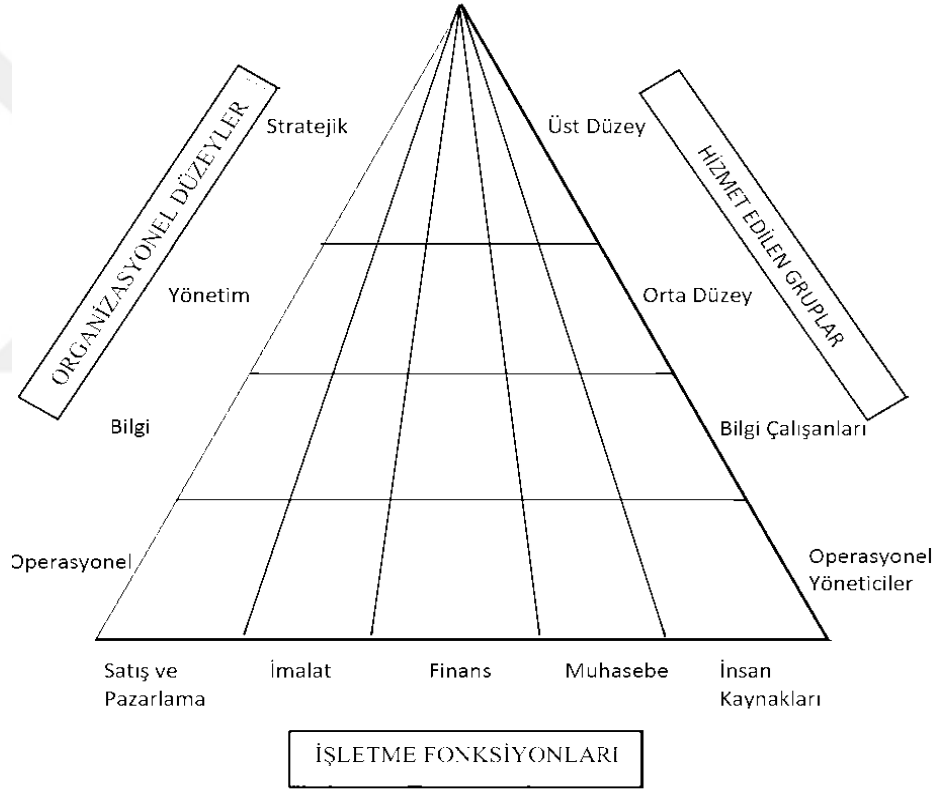 ORGANİZASYONEL DÜZEYLER
HİZMET EDİLEN GRUPLAR
Stratejik
Üst Düzey
Yönetim
Orta Düzey
Bilgi
Bilgi Çalışanları
Operasyonel
Operasyonel
Yöneticiler
Satış ve
Pazarlama
İmalat
Finans
Muhasebe
İnsan
Kaynakları
İŞLETME FONKSİYONLARI